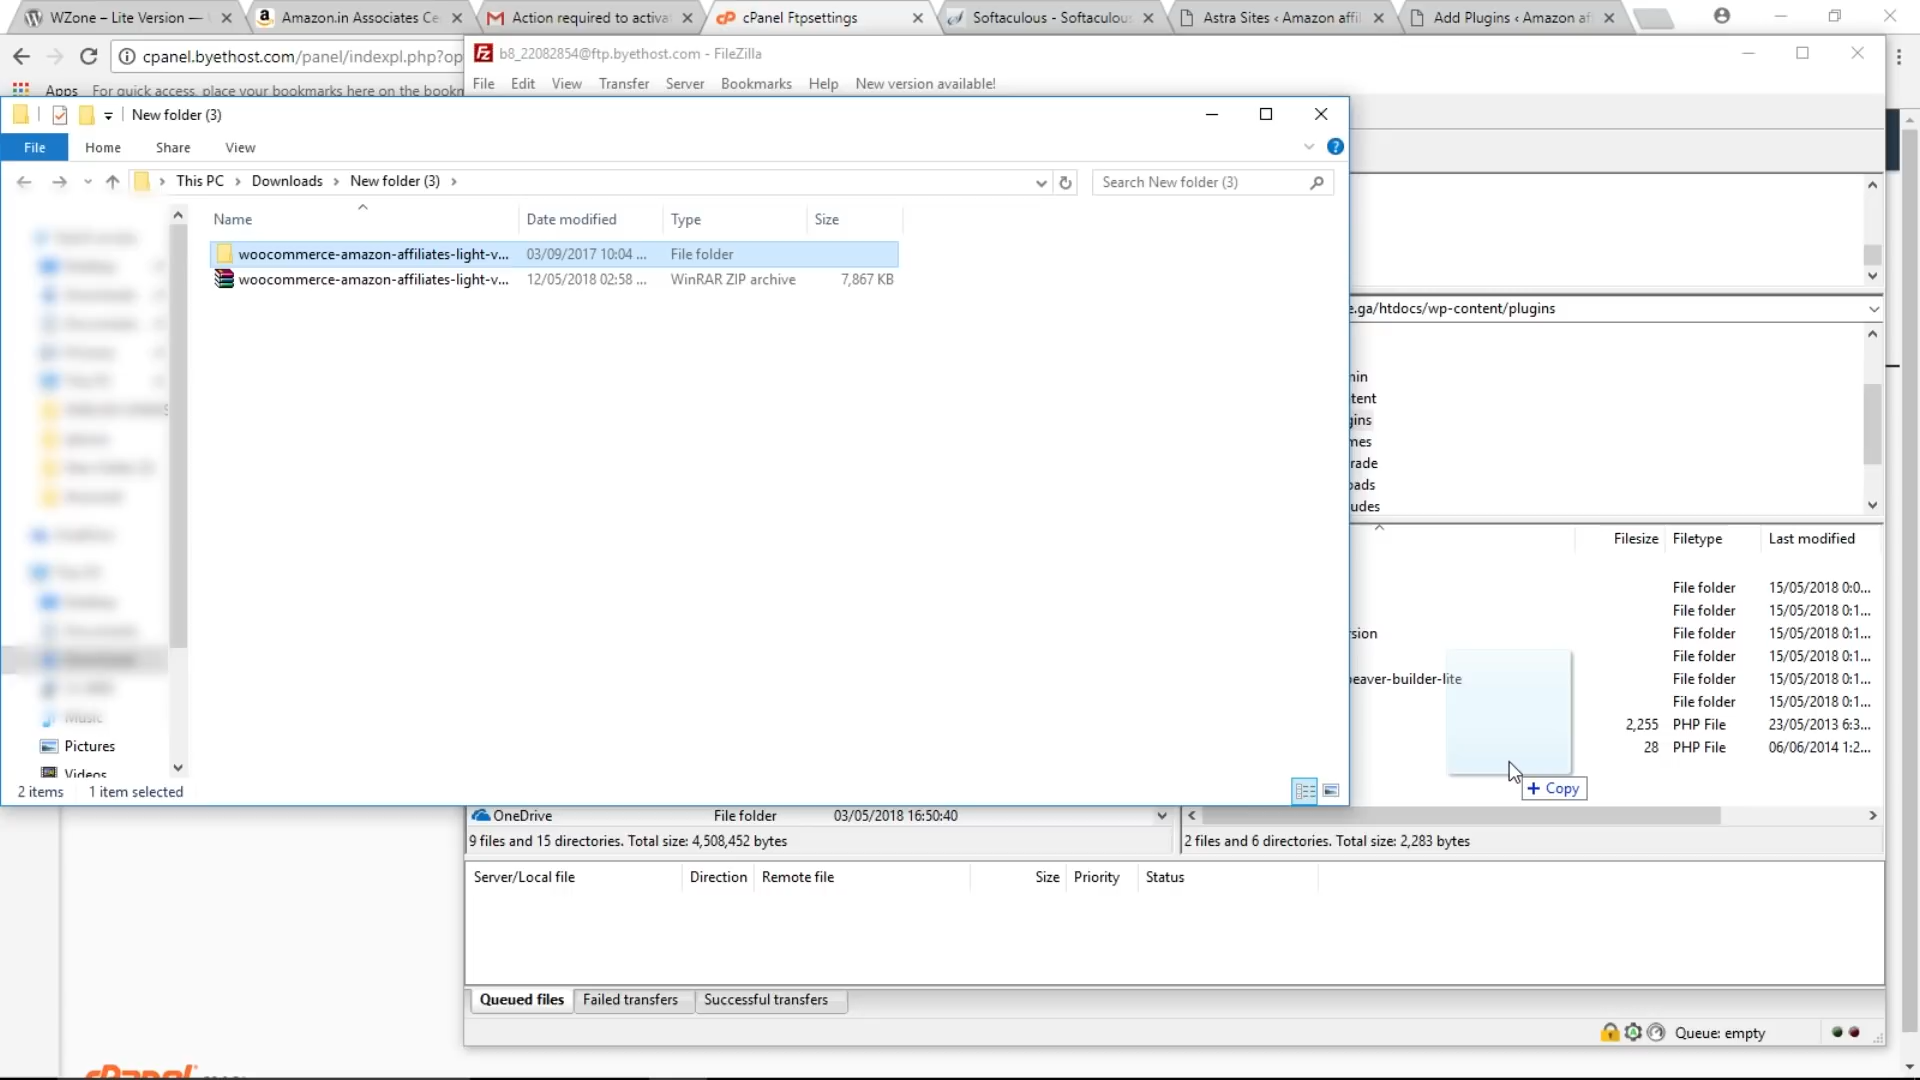 WZone – Lite Version —
Amazon.in Associates Ce
Action required to activa
cPanel Ftpsettings
Softaculous - Softaculous
Astra Sites ‹ Amazon affil
Add Plugins ‹ Amazon af
cpanel.byethost.com/panel/indexpl.php?op
Apps For quick access, place your bookmarks here on the bookm
b8_22082854@ftp.byethost.com - FileZilla
File Edit View Transfer Server Bookmarks Help New version available!
New folder (3)
File Home Share View
This PC › Downloads › New folder (3) ›
Search New folder (3)
Name Date modified Type Size
woocommerce-amazon-affiliates-light-v... 03/09/2017 10:04 ... File folder
woocommerce-amazon-affiliates-light-v... 12/05/2018 02:58 ... WinRAR ZIP archive 7,867 KB
Music
Pictures
Videos
2 items 1 item selected
e.ga/htdocs/wp-content/plugins
min
tent
gins
mes
rade
oads
udes
Filesize Filetype Last modified
File folder 15/05/2018 0:0...
File folder 15/05/2018 0:1...
rsion File folder 15/05/2018 0:1...
File folder 15/05/2018 0:1...
beaver-builder-lite File folder 15/05/2018 0:1...
File folder 15/05/2018 0:1...
2,255 PHP File 23/05/2013 6:3...
28 PHP File 06/06/2014 1:2...
+ Copy
OneDrive File folder 03/05/2018 16:50:40
9 files and 15 directories. Total size: 4,508,452 bytes
2 files and 6 directories. Total size: 2,283 bytes
Server/Local file Direction Remote file Size Priority Status
Queued files Failed transfers Successful transfers
Queue: empty
cPanel